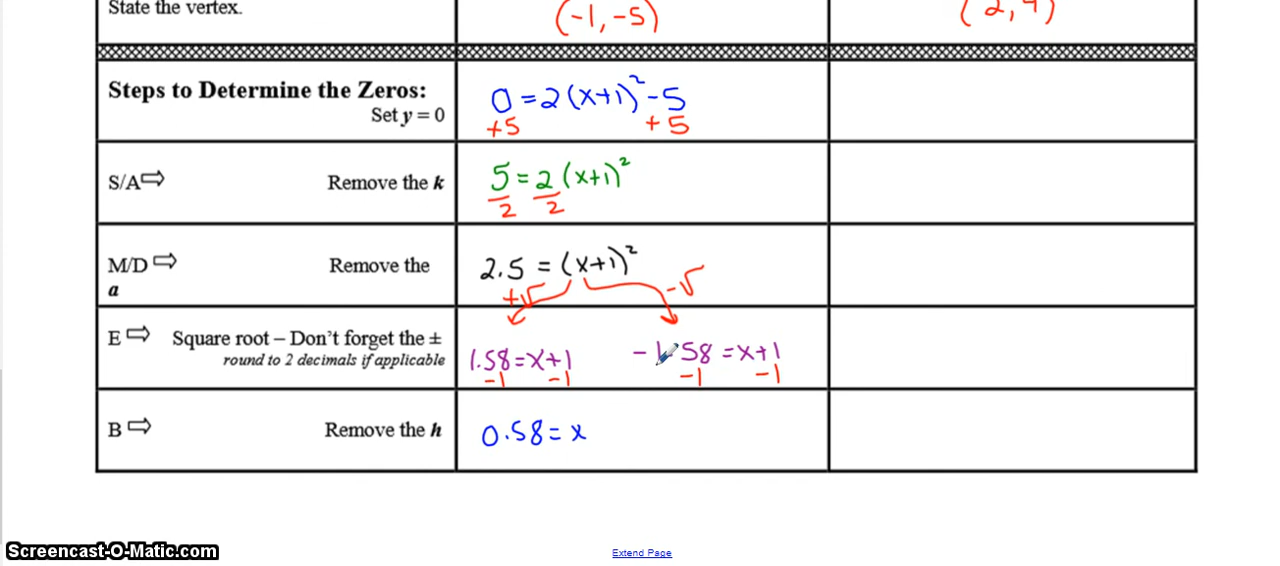 State the vertex.
(-1, -5)
Steps to Determine the Zeros:
Set y = 0
0 = 2(x+1)² - 5
+5 +5
S/A⇨ Remove the k
5 = 2(x+1)²
2 2
M/D⇨ Remove the
a
2.5 = (x+1)²
+√ -√
E⇨ Square root – Don't forget the ±
round to 2 decimals if applicable
1.58 = x+1 -1.58 = x+1
-1 -1 -1 -1
B⇨ Remove the h
0.58 = x
Screencast-O-Matic.com
Extend Page